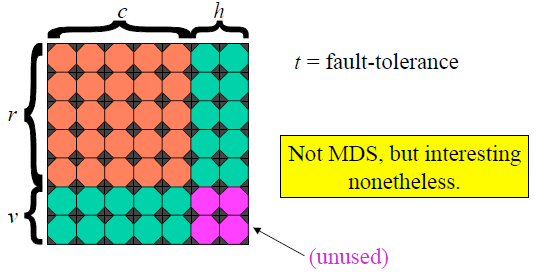 c
h
t = fault-tolerance
r
Not MDS, but interesting
nonetheless.
v
(unused)